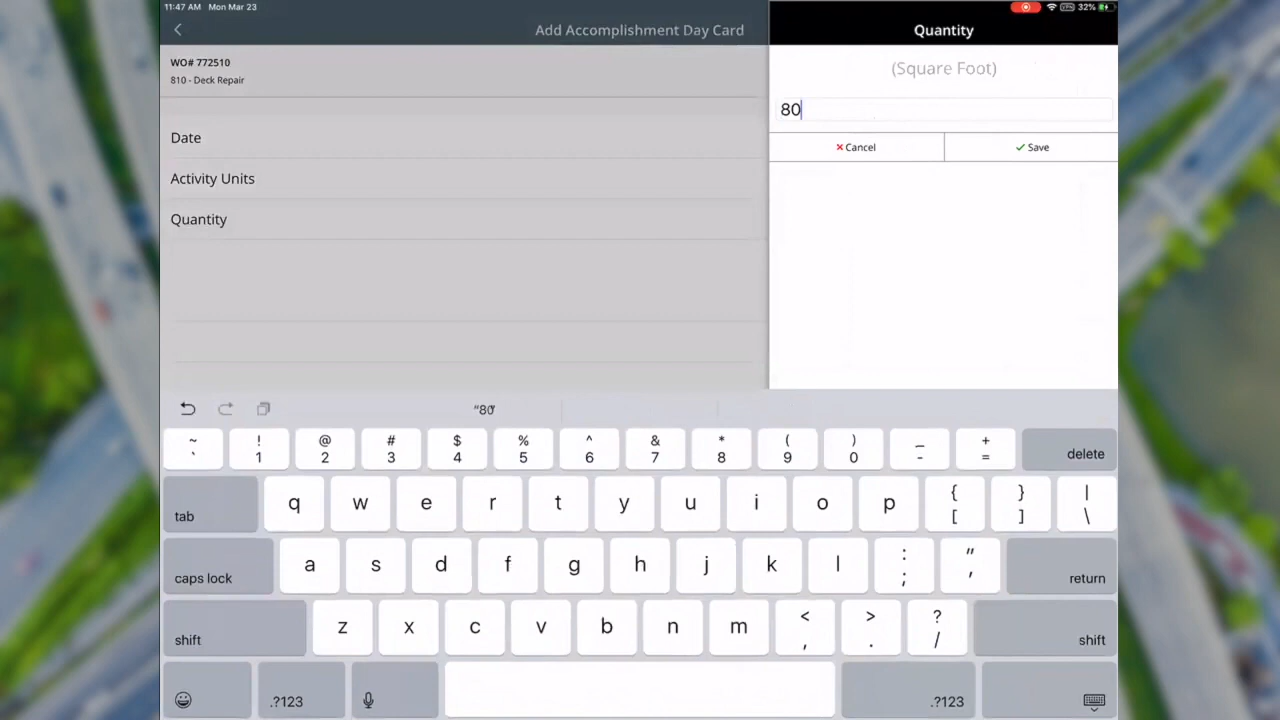 11:47 AM Mon Mar 23
32%
Add Accomplishment Day Card
Quantity
WO# 772510
810 - Deck Repair
(Square Foot)
80
Cancel
Save
Date
Activity Units
Quantity
"80"
~ ! @ # $ % ^ & * ( ) _ +
` 1 2 3 4 5 6 7 8 9 0 - = delete
tab q w e r t y u i o p { [ } ] | \
caps lock a s d f g h j k l : ; " ' return
shift z x c v b n m < , > . ? / shift
.?123 .?123